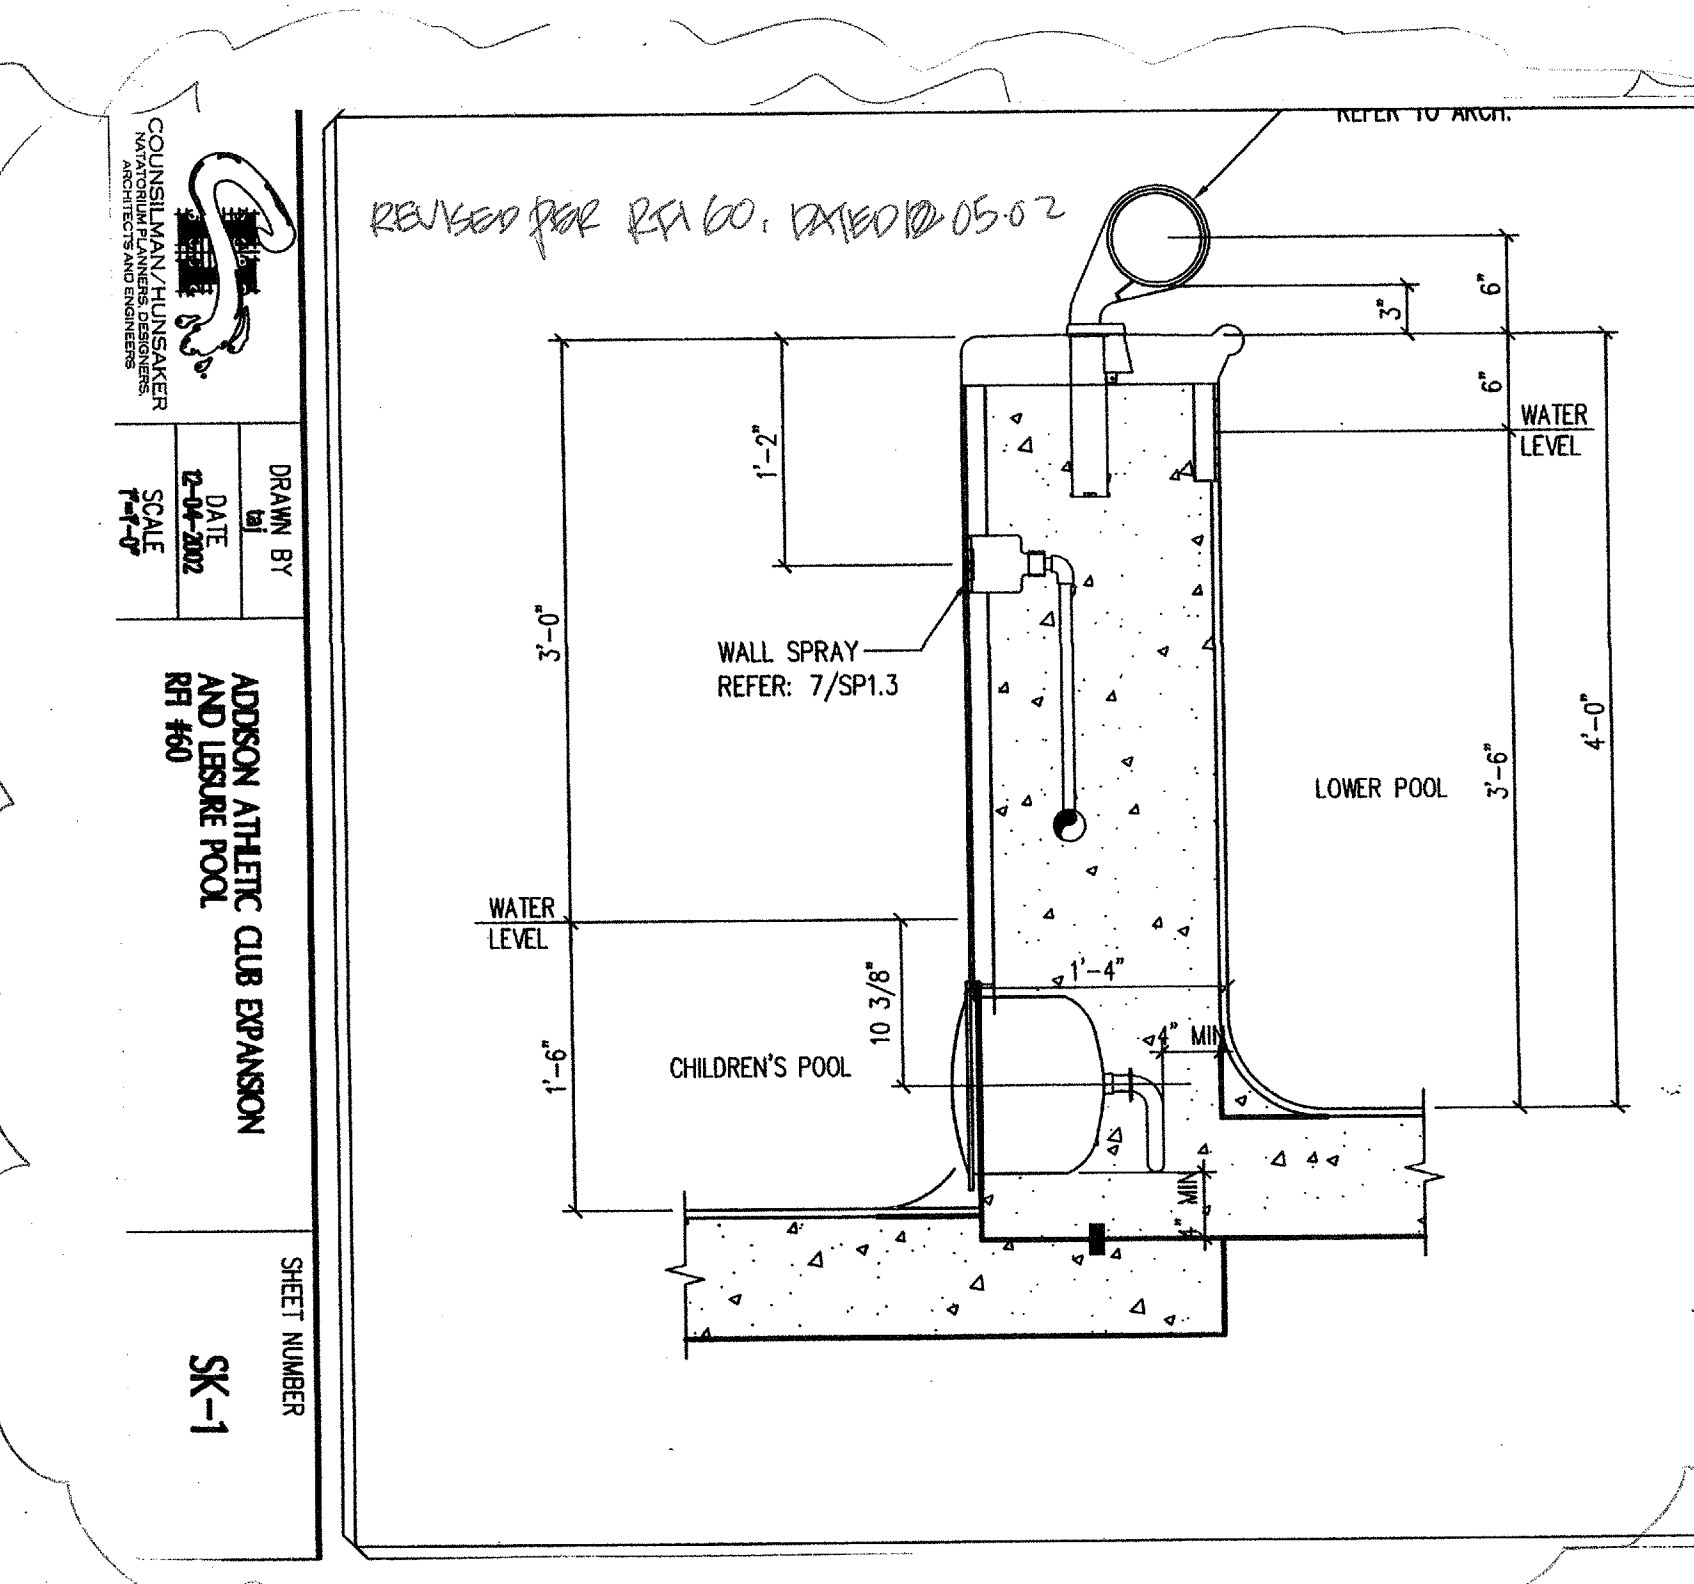 REFER TO ARCH.
REVISED PER RFI 60. DATED 12.05.02
6"
3"
6"
WATER
LEVEL
1'-2"
3'-0"
WALL SPRAY
REFER: 7/SP1.3
4'-0"
3'-6"
LOWER POOL
WATER
LEVEL
1'-4"
10 3/8"
4" MIN
1'-6"
CHILDREN'S POOL
4" MIN
COUNSILMAN/HUNSAKER
NATATORIUM PLANNERS, DESIGNERS,
ARCHITECTS AND ENGINEERS
DRAWN BY
taj
DATE
12-04-2002
SCALE
1"=1'-0"
ADDISON ATHLETIC CLUB EXPANSION
AND LEISURE POOL
RFI #60
SHEET NUMBER
SK-1